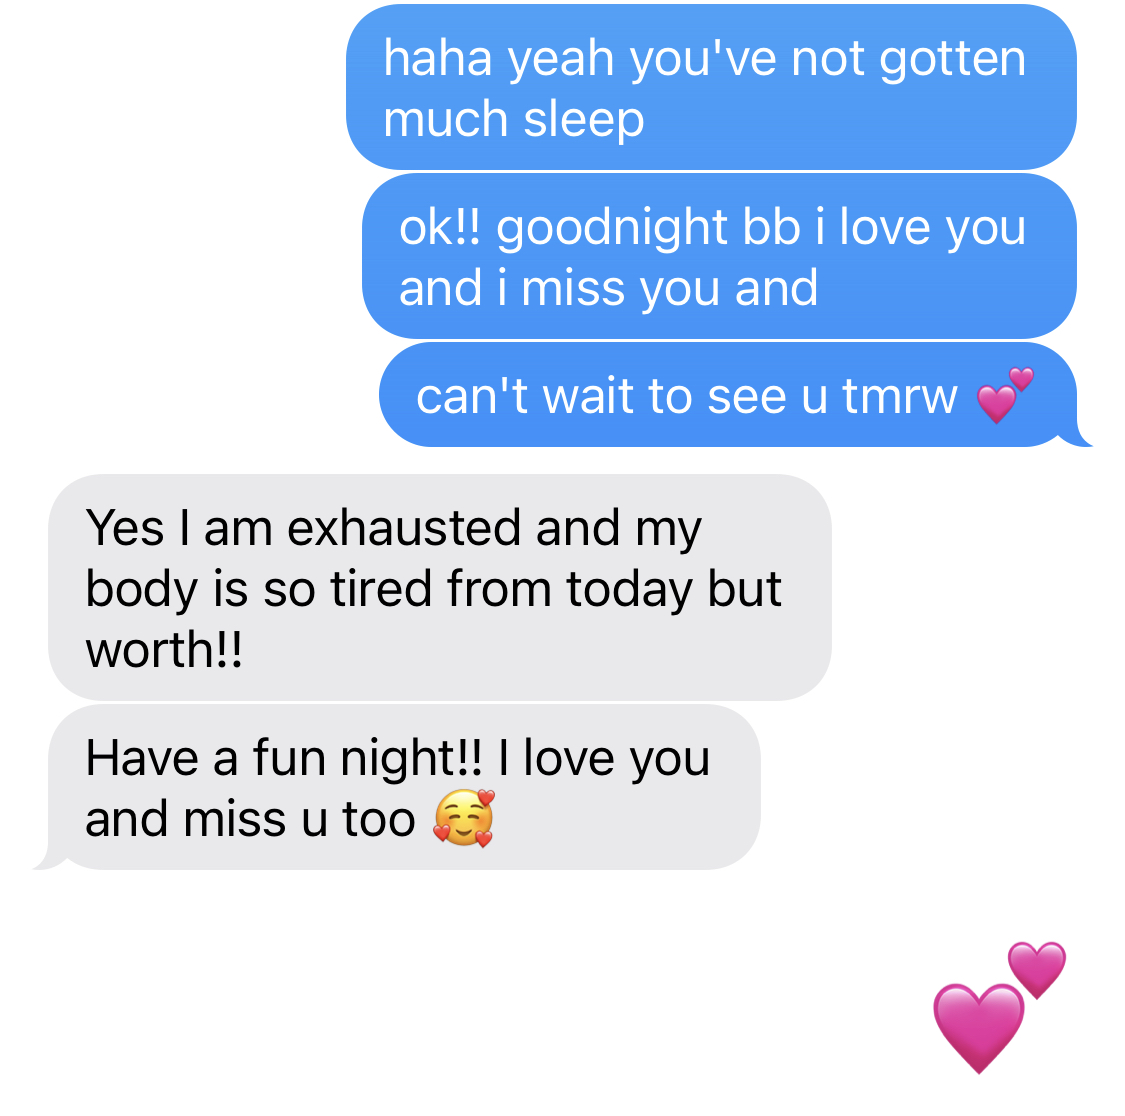 haha yeah you've not gotten
much sleep
ok!! goodnight bb i love you
and i miss you and
can't wait to see u tmrw 💕
Yes I am exhausted and my
body is so tired from today but
worth!!
Have a fun night!! I love you
and miss u too 🥰
💕